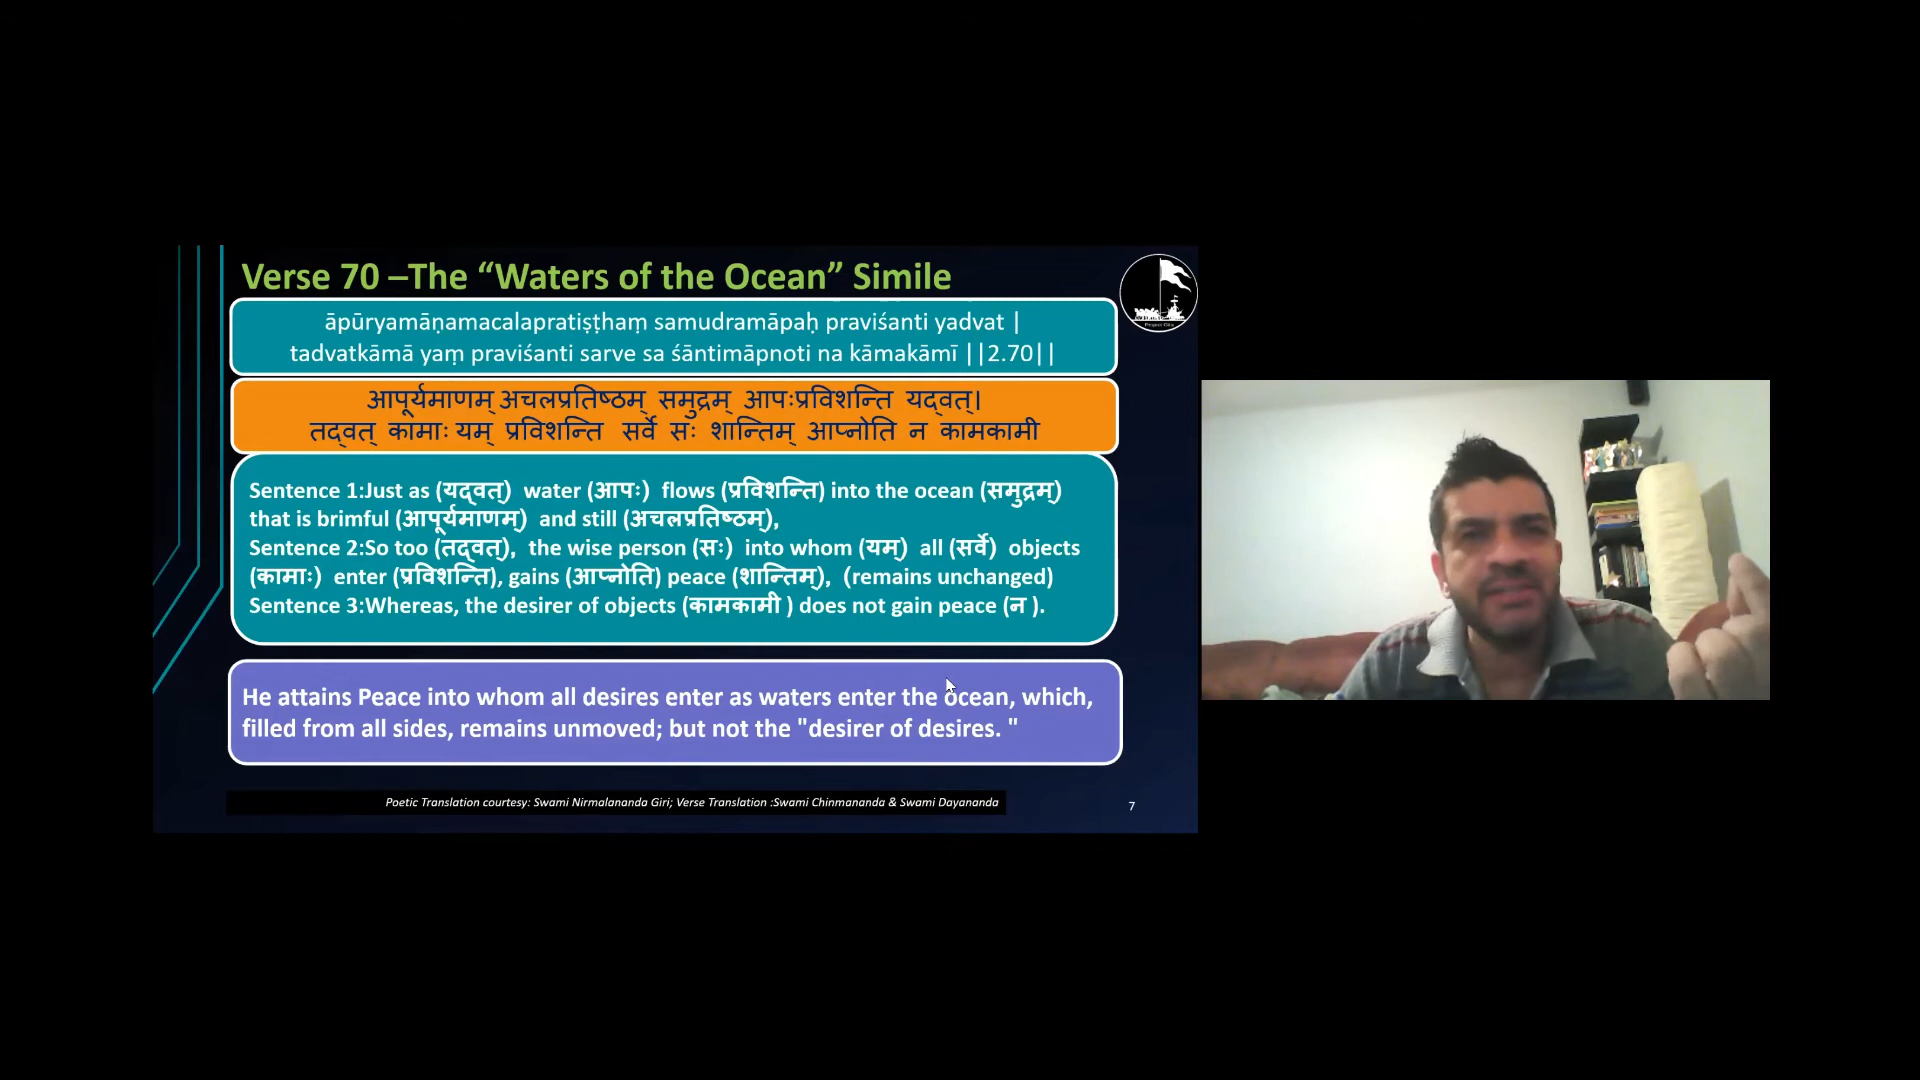 Verse 70 –The “Waters of the Ocean” Simile
āpūryamāṇamacalapratiṣṭhaṃ samudramāpaḥ praviśanti yadvat |
tadvatkāmā yaṃ praviśanti sarve sa śāntimāpnoti na kāmakāmī ||2.70||
आपूर्यमाणम् अचलप्रतिष्ठम् समुद्रम् आपःप्रविशन्ति यद्वत्।
तद्वत् कामाः यम् प्रविशन्ति सर्वे सः शान्तिम् आप्नोति न कामकामी
Sentence 1:Just as (यद्वत्) water (आपः) flows (प्रविशन्ति) into the ocean (समुद्रम्)
that is brimful (आपूर्यमाणम्) and still (अचलप्रतिष्ठम्),
Sentence 2:So too (तद्वत्), the wise person (सः) into whom (यम्) all (सर्वे) objects
(कामाः) enter (प्रविशन्ति), gains (आप्नोति) peace (शान्तिम्), (remains unchanged)
Sentence 3:Whereas, the desirer of objects (कामकामी ) does not gain peace (न ).
He attains Peace into whom all desires enter as waters enter the ocean, which,
filled from all sides, remains unmoved; but not the "desirer of desires. "
Poetic Translation courtesy: Swami Nirmalananda Giri; Verse Translation :Swami Chinmananda & Swami Dayananda
7
Project Gita